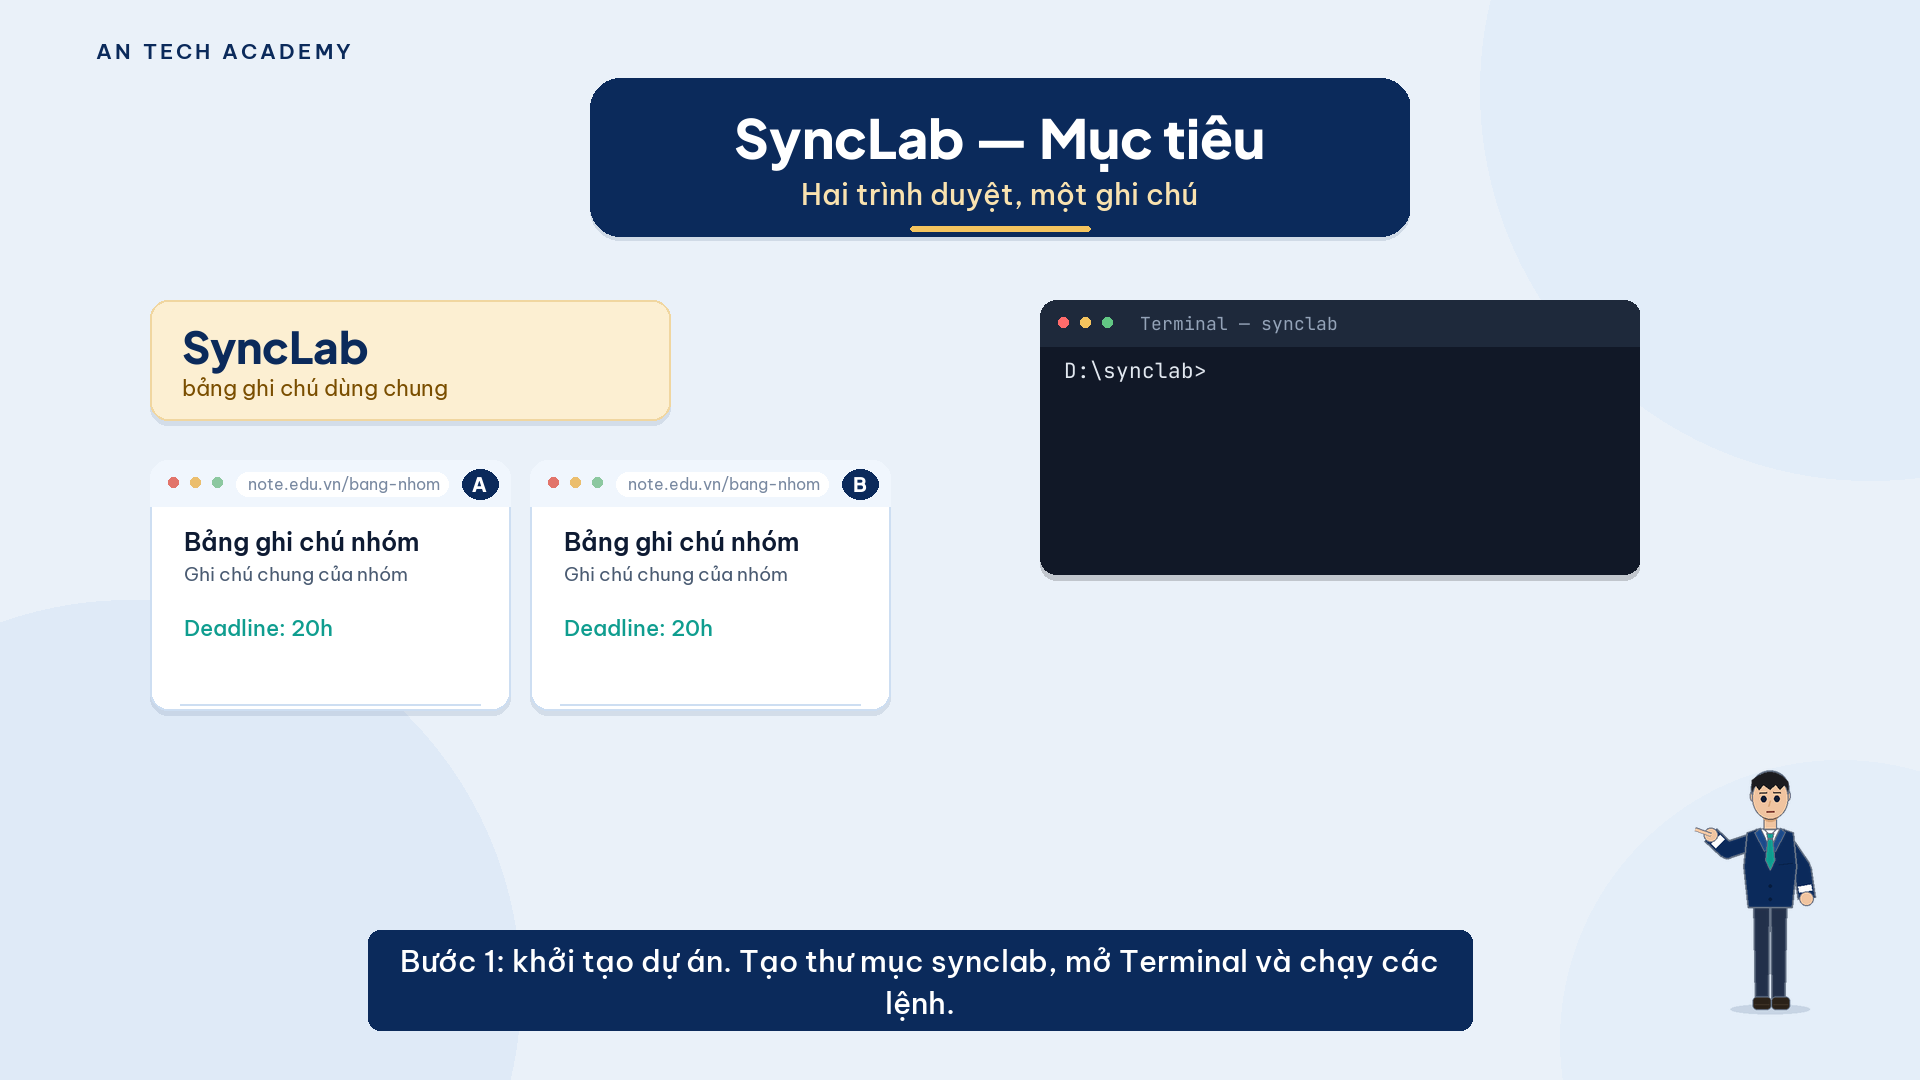 AN TECH ACADEMY
SyncLab — Mục tiêu
Hai trình duyệt, một ghi chú
SyncLab
bảng ghi chú dùng chung
Terminal — synclab
D:\synclab>
note.edu.vn/bang-nhom A
Bảng ghi chú nhóm
Ghi chú chung của nhóm
Deadline: 20h
note.edu.vn/bang-nhom B
Bảng ghi chú nhóm
Ghi chú chung của nhóm
Deadline: 20h
Bước 1: khởi tạo dự án. Tạo thư mục synclab, mở Terminal và chạy các
lệnh.